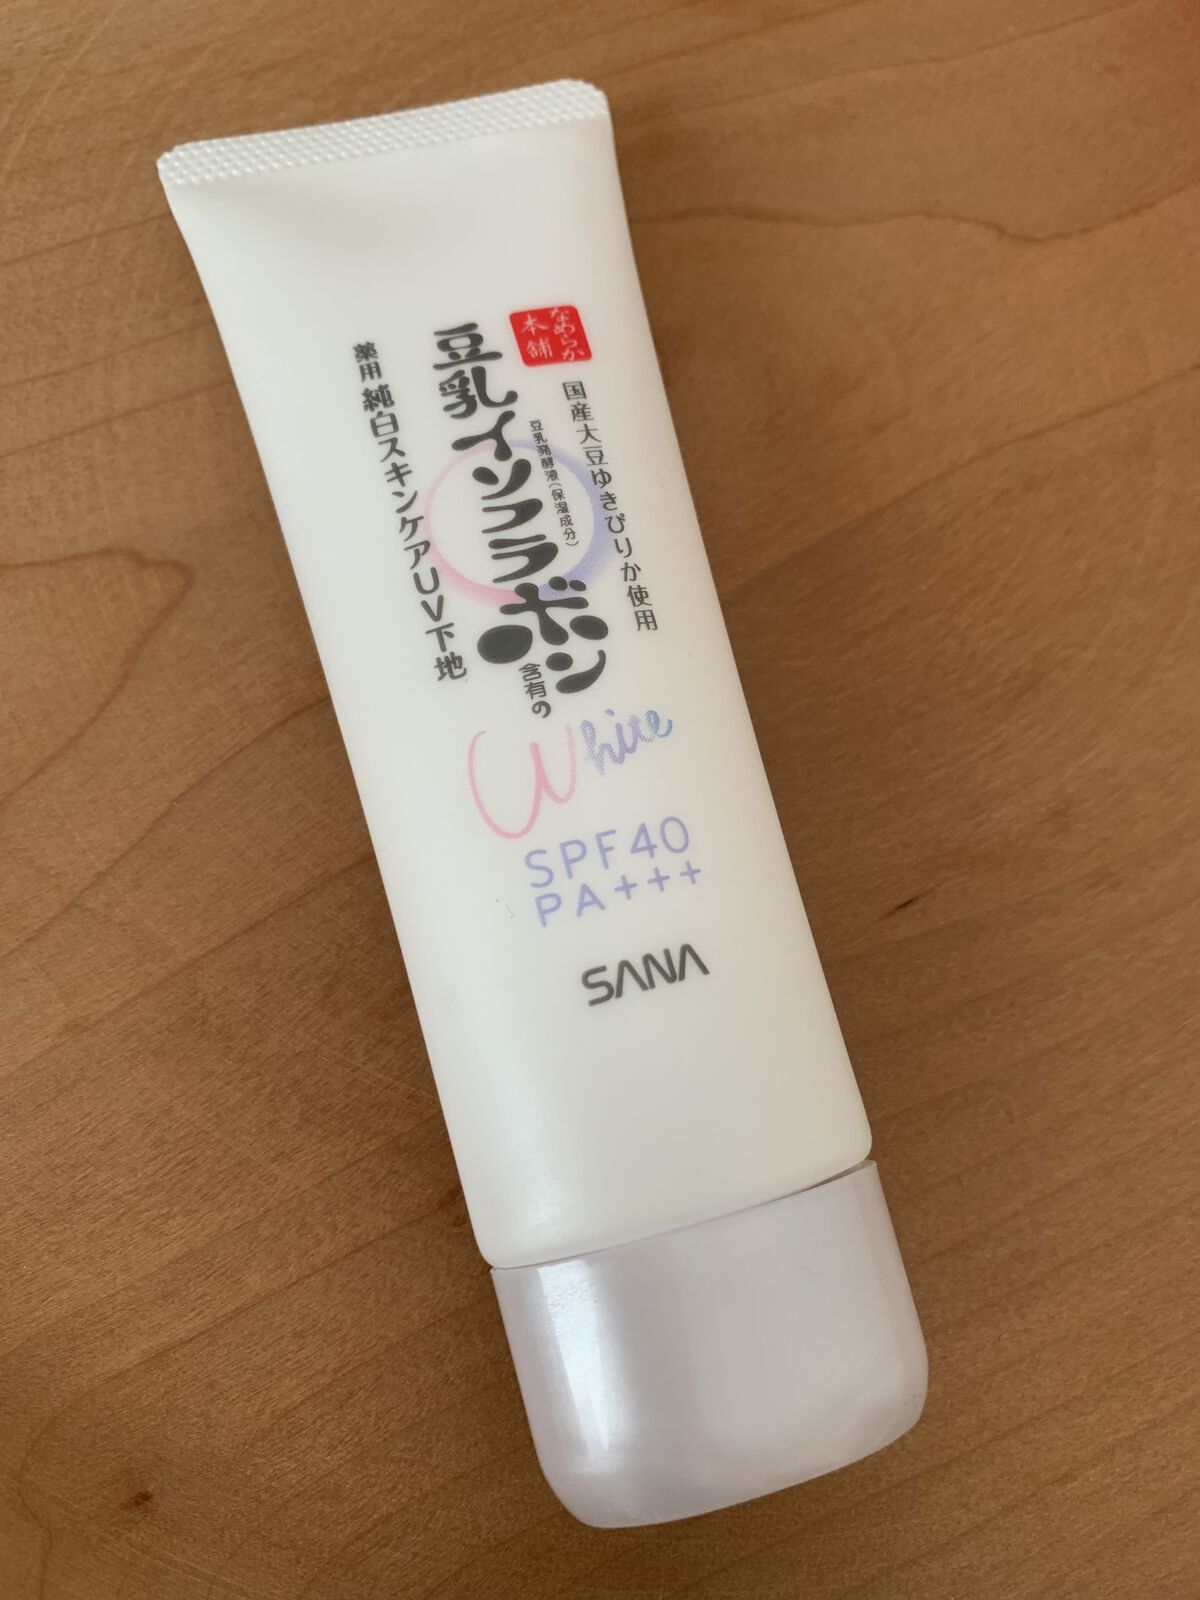 なめらか
本舗
国産大豆ゆきぴりか使用
豆乳発酵液(保湿成分)
豆乳イソフラボン
含有の
薬用 純白スキンケアUV下地
White
SPF40
PA+++
SANA